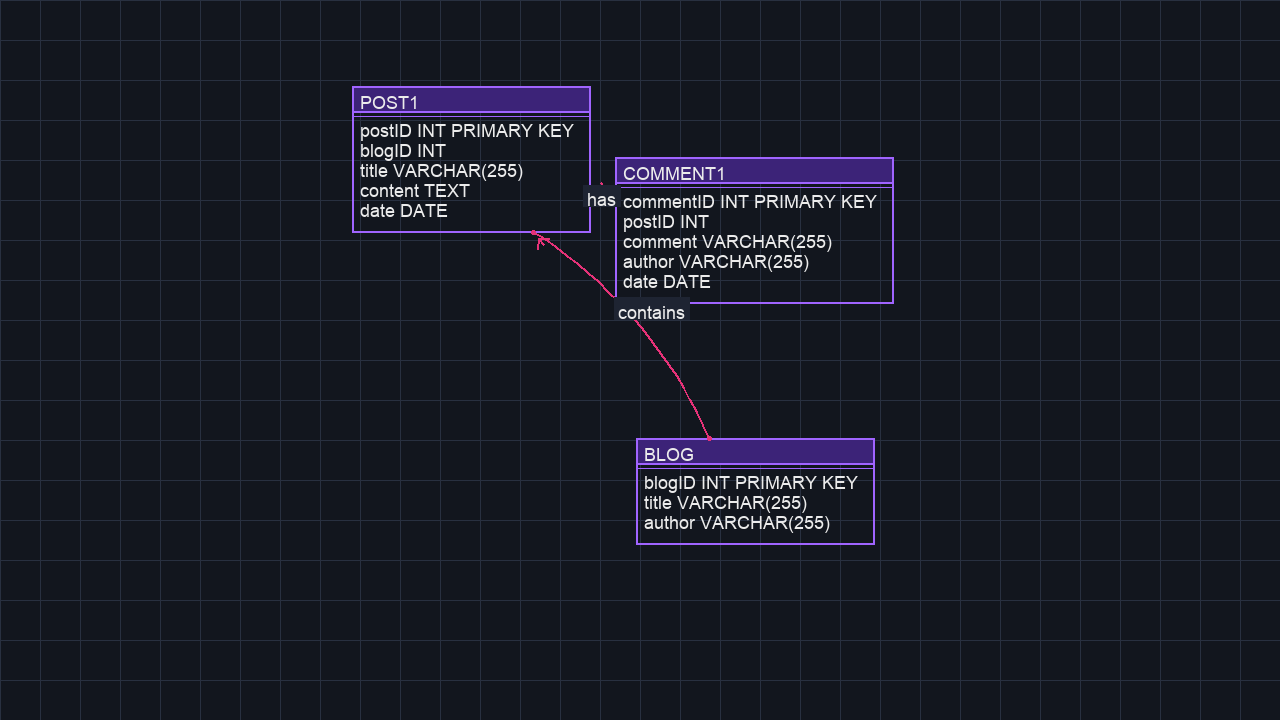 POST1
postID INT PRIMARY KEY
blogID INT
title VARCHAR(255)
content TEXT
date DATE
has
COMMENT1
commentID INT PRIMARY KEY
postID INT
comment VARCHAR(255)
author VARCHAR(255)
date DATE
contains
BLOG
blogID INT PRIMARY KEY
title VARCHAR(255)
author VARCHAR(255)